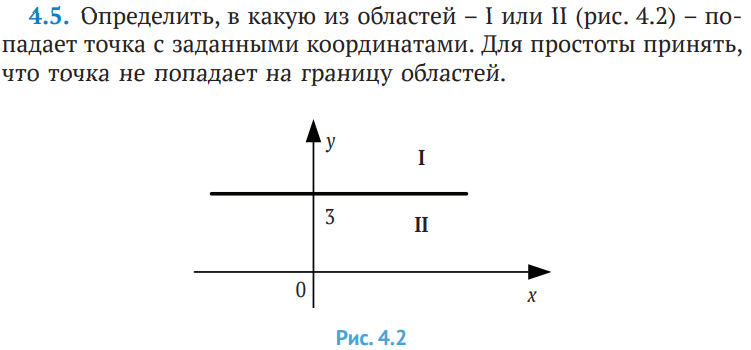 4.5. Определить, в какую из областей – I или II (рис. 4.2) – по-
падает точка с заданными координатами. Для простоты принять,
что точка не попадает на границу областей.
y
I
3
II
0
x
Рис. 4.2